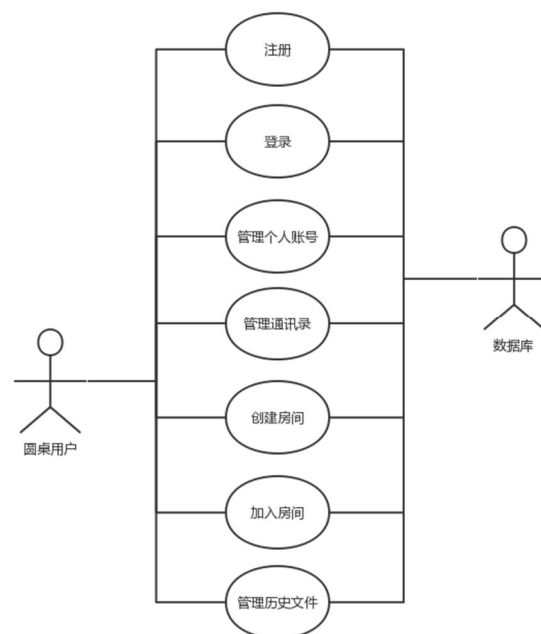 注册
登录
管理个人账号
管理通讯录
数据库
创建房间
圆桌用户
加入房间
管理历史文件